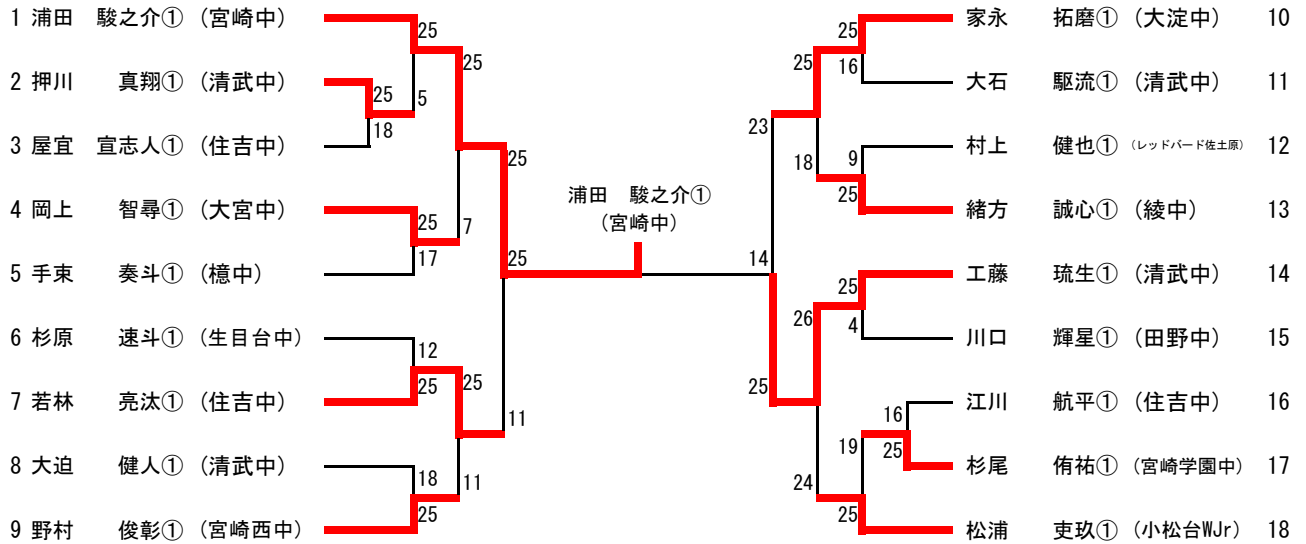 1 浦田　駿之介① (宮崎中)
2 押川　真翔① (清武中)
3 屋宜　宣志人① (住吉中)
4 岡上　智尋① (大宮中)
5 手束　奏斗① (檍中)
6 杉原　速斗① (生目台中)
7 若林　亮汰① (住吉中)
8 大迫　健人① (清武中)
9 野村　俊彰① (宮崎西中)
25
25
25
5
18
25
25
7
17
25
12
25
25
11
18
11
25
浦田　駿之介①
(宮崎中)
25
25
16
23
18
9
25
14
25
26
4
25
16
19
25
24
25
家永　拓磨① (大淀中) 10
大石　駆流① (清武中) 11
村上　健也① (レッドバード佐土原) 12
緒方　誠心① (綾中) 13
工藤　琉生① (清武中) 14
川口　輝星① (田野中) 15
江川　航平① (住吉中) 16
杉尾　侑祐① (宮崎学園中) 17
松浦　吏玖① (小松台WJr) 18